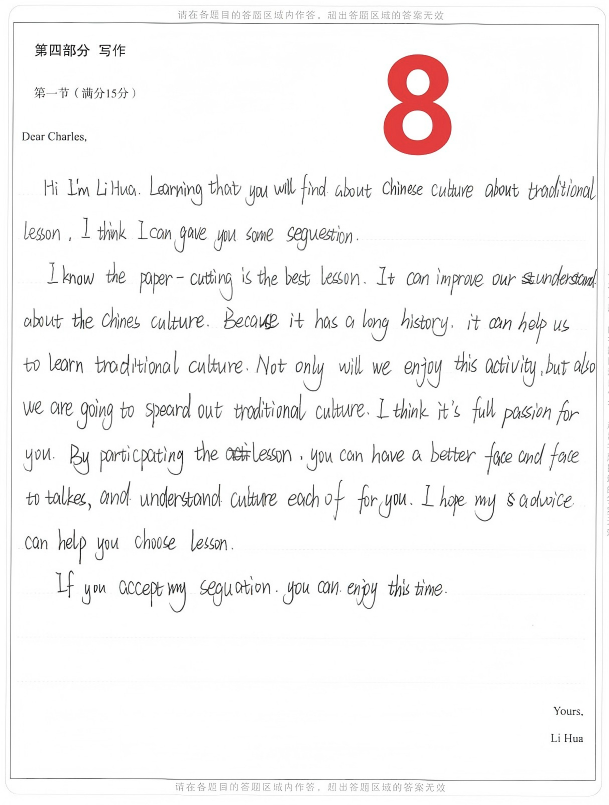 请在各题目的答题区域内作答，超出答题区域的答案无效
第四部分 写作
8
第一节（满分15分）
Dear Charles,
Hi I'm Li Hua. Learning that you will find about Chinese culture about traditional
lesson, I think I can gave you some seguestion.
I know the paper-cutting is the best lesson. It can improve our understand
about the Chines culture. Because it has a long history. it can help us
to learn traditional culture. Not only will we enjoy this activity, but also
we are going to speard out traditional culture. I think it's full passion for
you. By particpating the lesson, you can have a better face and face
to talkes, and understand culture each of for you. I hope my advoice
can help you choose lesson.
If you accept my seguation. you can enjoy this time.
Yours,
Li Hua
请在各题目的答题区域内作答，超出答题区域的答案无效